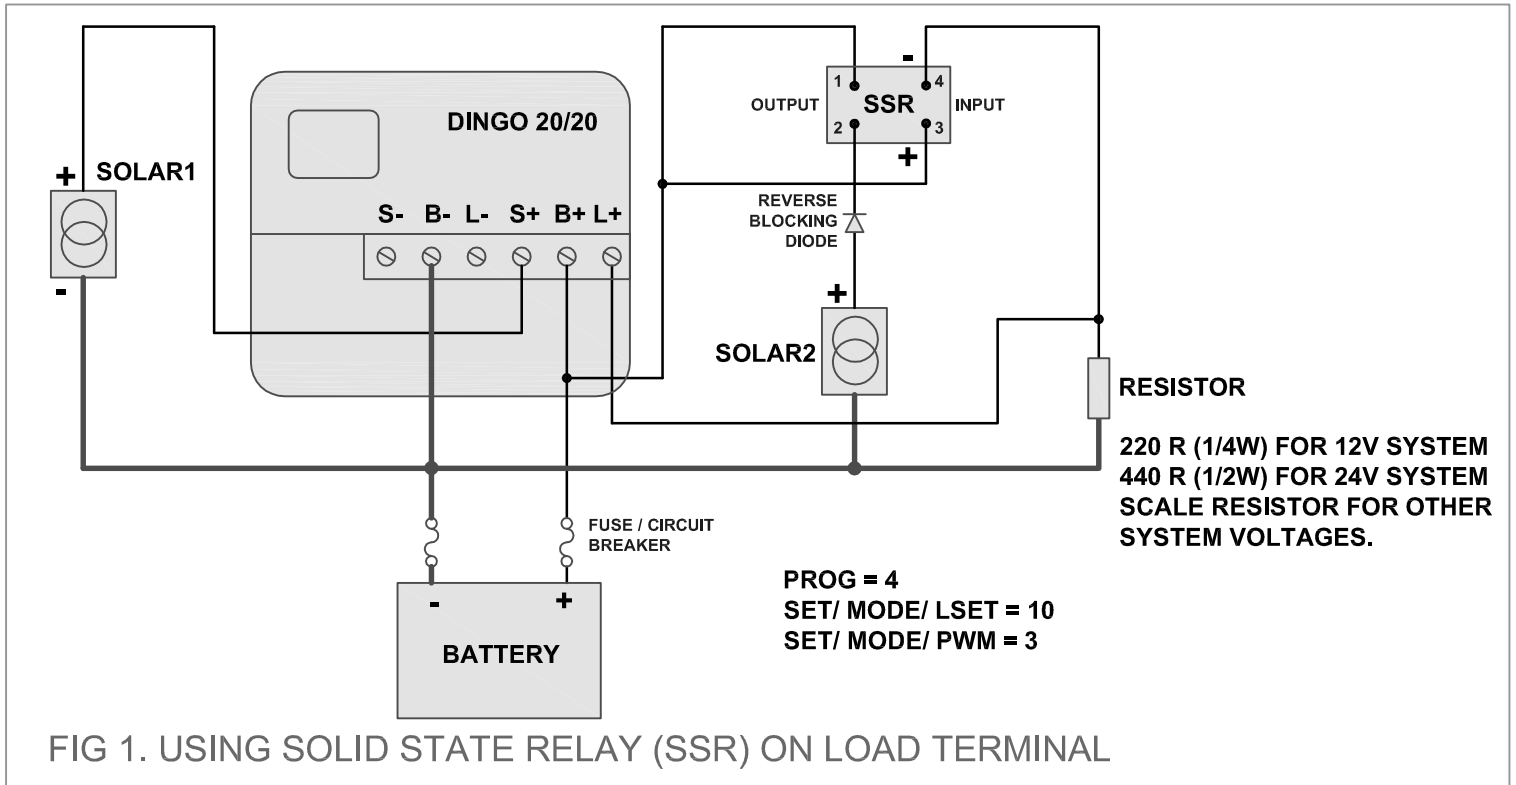 DINGO 20/20
+ SOLAR1
-
S- B- L- S+ B+ L+
-
1 4
OUTPUT SSR INPUT
2 3
+
REVERSE
BLOCKING
DIODE
+
SOLAR2
RESISTOR
220 R (1/4W) FOR 12V SYSTEM
440 R (1/2W) FOR 24V SYSTEM
SCALE RESISTOR FOR OTHER
SYSTEM VOLTAGES.
FUSE / CIRCUIT
BREAKER
- +
BATTERY
PROG = 4
SET/ MODE/ LSET = 10
SET/ MODE/ PWM = 3
FIG 1. USING SOLID STATE RELAY (SSR) ON LOAD TERMINAL